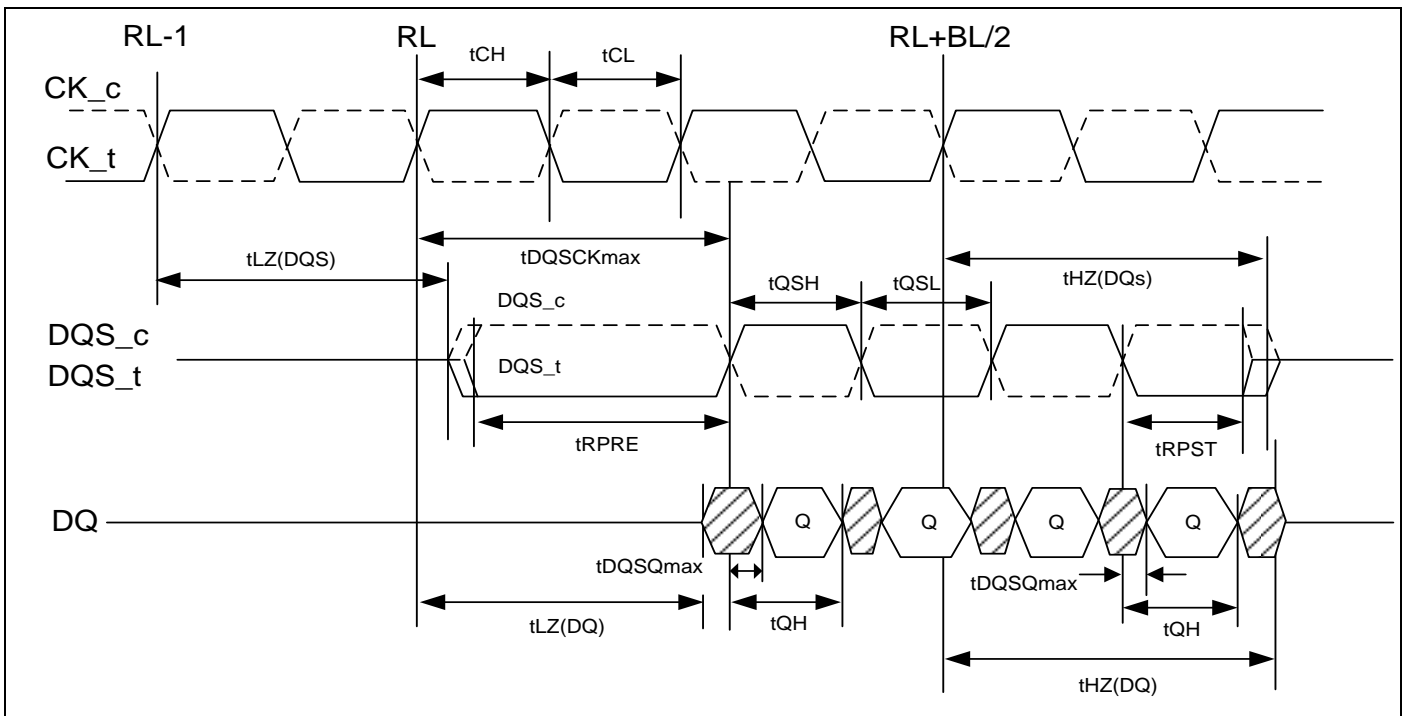 RL-1
RL
RL+BL/2
tCH
tCL
CK_c
CK_t
tLZ(DQS)
tDQSCKmax
tHZ(DQs)
tQSH
tQSL
DQS_c
DQS_c
DQS_t
DQS_t
tRPRE
tRPST
DQ
Q
Q
Q
Q
tDQSQmax
tDQSQmax
tLZ(DQ)
tQH
tQH
tHZ(DQ)